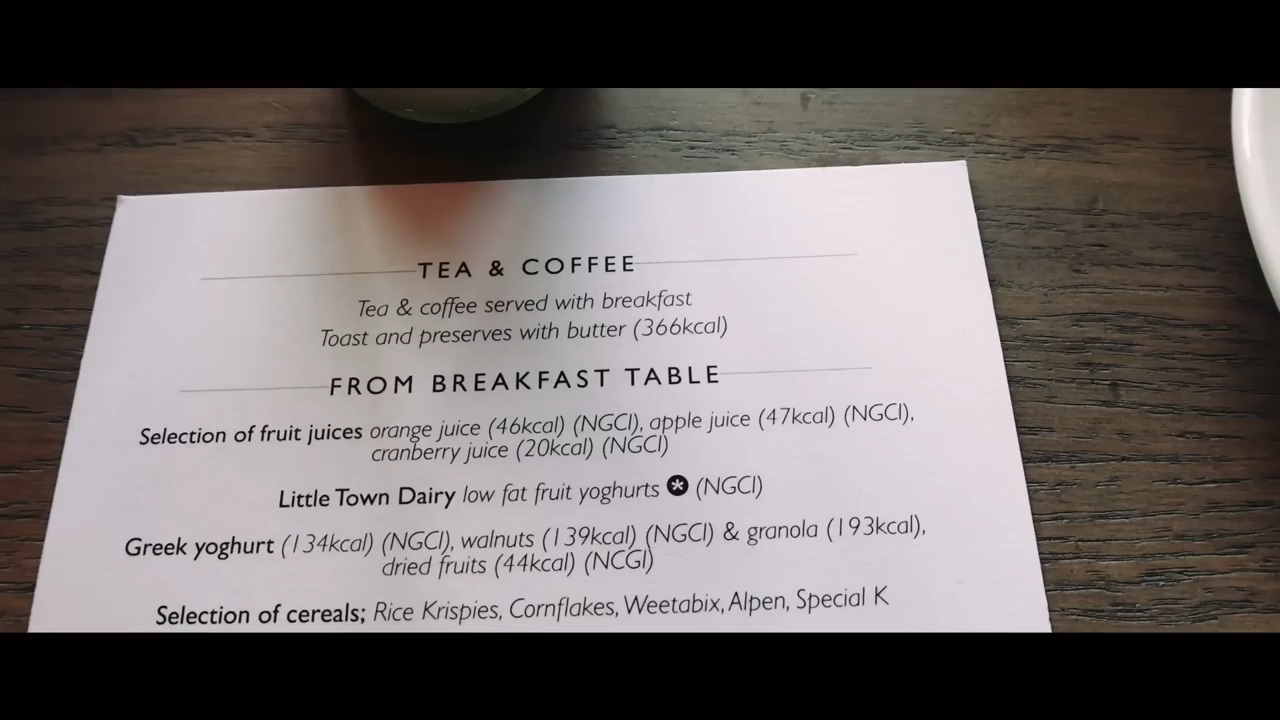 TEA & COFFEE
Tea & coffee served with breakfast
Toast and preserves with butter (366kcal)
FROM BREAKFAST TABLE
Selection of fruit juices orange juice (46kcal) (NGCI), apple juice (47kcal) (NGCI),
cranberry juice (20kcal) (NGCI)
Little Town Dairy low fat fruit yoghurts * (NGCI)
Greek yoghurt (134kcal) (NGCI), walnuts (139kcal) (NGCI) & granola (193kcal),
dried fruits (44kcal) (NCGI)
Selection of cereals; Rice Krispies, Cornflakes, Weetabix, Alpen, Special K